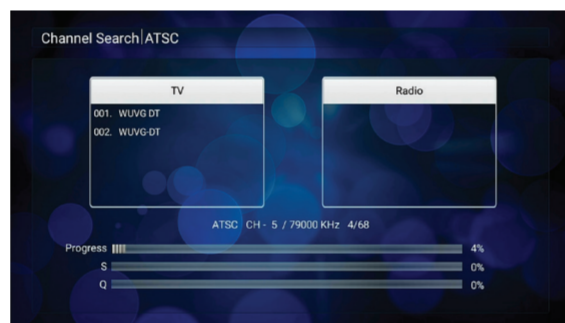 Channel Search|ATSC
TV
Radio
001. WUVG DT
002. WUVG-DT
ATSC CH - 5 / 79000 KHz 4/68
Progress 4%
S 0%
Q 0%